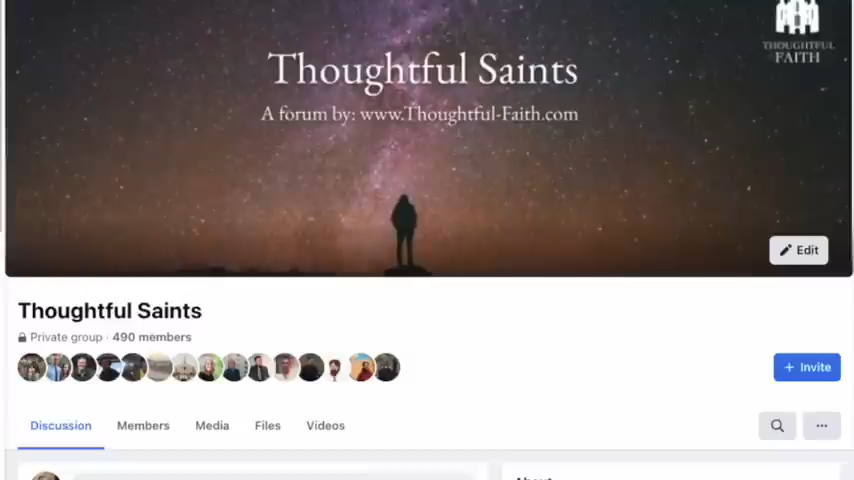 Thoughtful Saints
A forum by: www.Thoughtful-Faith.com
THOUGHTFUL
FAITH
Edit
Thoughtful Saints
Private group · 490 members
+ Invite
Discussion
Members
Media
Files
Videos